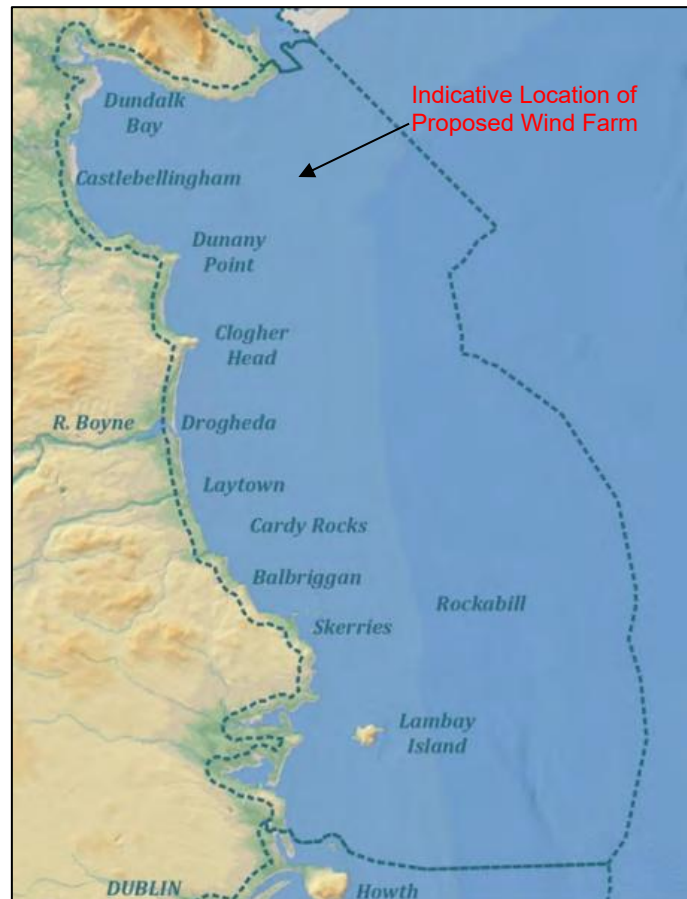 Indicative Location of
Proposed Wind Farm
Dundalk
Bay
Castlebellingham
Dunany
Point
Clogher
Head
R. Boyne
Drogheda
Laytown
Cardy Rocks
Balbriggan
Rockabill
Skerries
Lambay
Island
DUBLIN
Howth